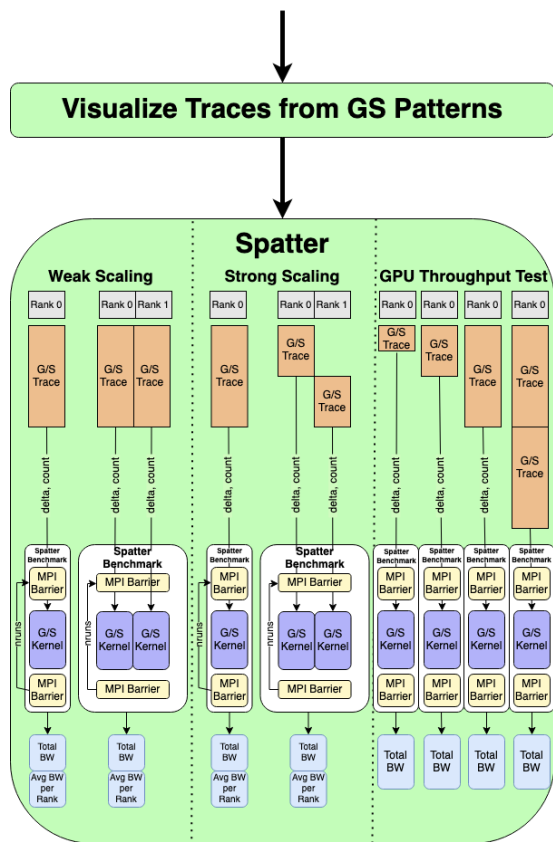 Visualize Traces from GS Patterns
Spatter
Weak Scaling
Strong Scaling
GPU Throughput Test
Rank 0
Rank 0
Rank 1
Rank 0
Rank 0
Rank 1
Rank 0
Rank 0
Rank 0
Rank 0
G/S
Trace
G/S
Trace
G/S
Trace
G/S
Trace
G/S
Trace
G/S
Trace
G/S
Trace
G/S
Trace
G/S
Trace
G/S
Trace
G/S
Trace
delta, count
delta, count
delta, count
delta, count
delta, count
delta, count
delta, count
delta, count
delta, count
Spatter
Benchmark
MPI
Barrier
G/S
Kernel
MPI
Barrier
nruns
Spatter
Benchmark
MPI Barrier
G/S
Kernel
G/S
Kernel
MPI Barrier
nruns
Spatter
Benchmark
MPI
Barrier
G/S
Kernel
MPI
Barrier
nruns
Spatter
Benchmark
MPI Barrier
G/S
Kernel
G/S
Kernel
MPI Barrier
nruns
Spatter
Benchmark
MPI
Barrier
G/S
Kernel
MPI
Barrier
Spatter
Benchmark
MPI
Barrier
G/S
Kernel
MPI
Barrier
Spatter
Benchmark
MPI
Barrier
G/S
Kernel
MPI
Barrier
Spatter
Benchmark
MPI
Barrier
G/S
Kernel
MPI
Barrier
Total
BW
Avg BW
per
Rank
Total
BW
Avg BW
per
Rank
Total
BW
Avg BW
per
Rank
Total
BW
Avg BW
per
Rank
Total
BW
Total
BW
Total
BW
Total
BW